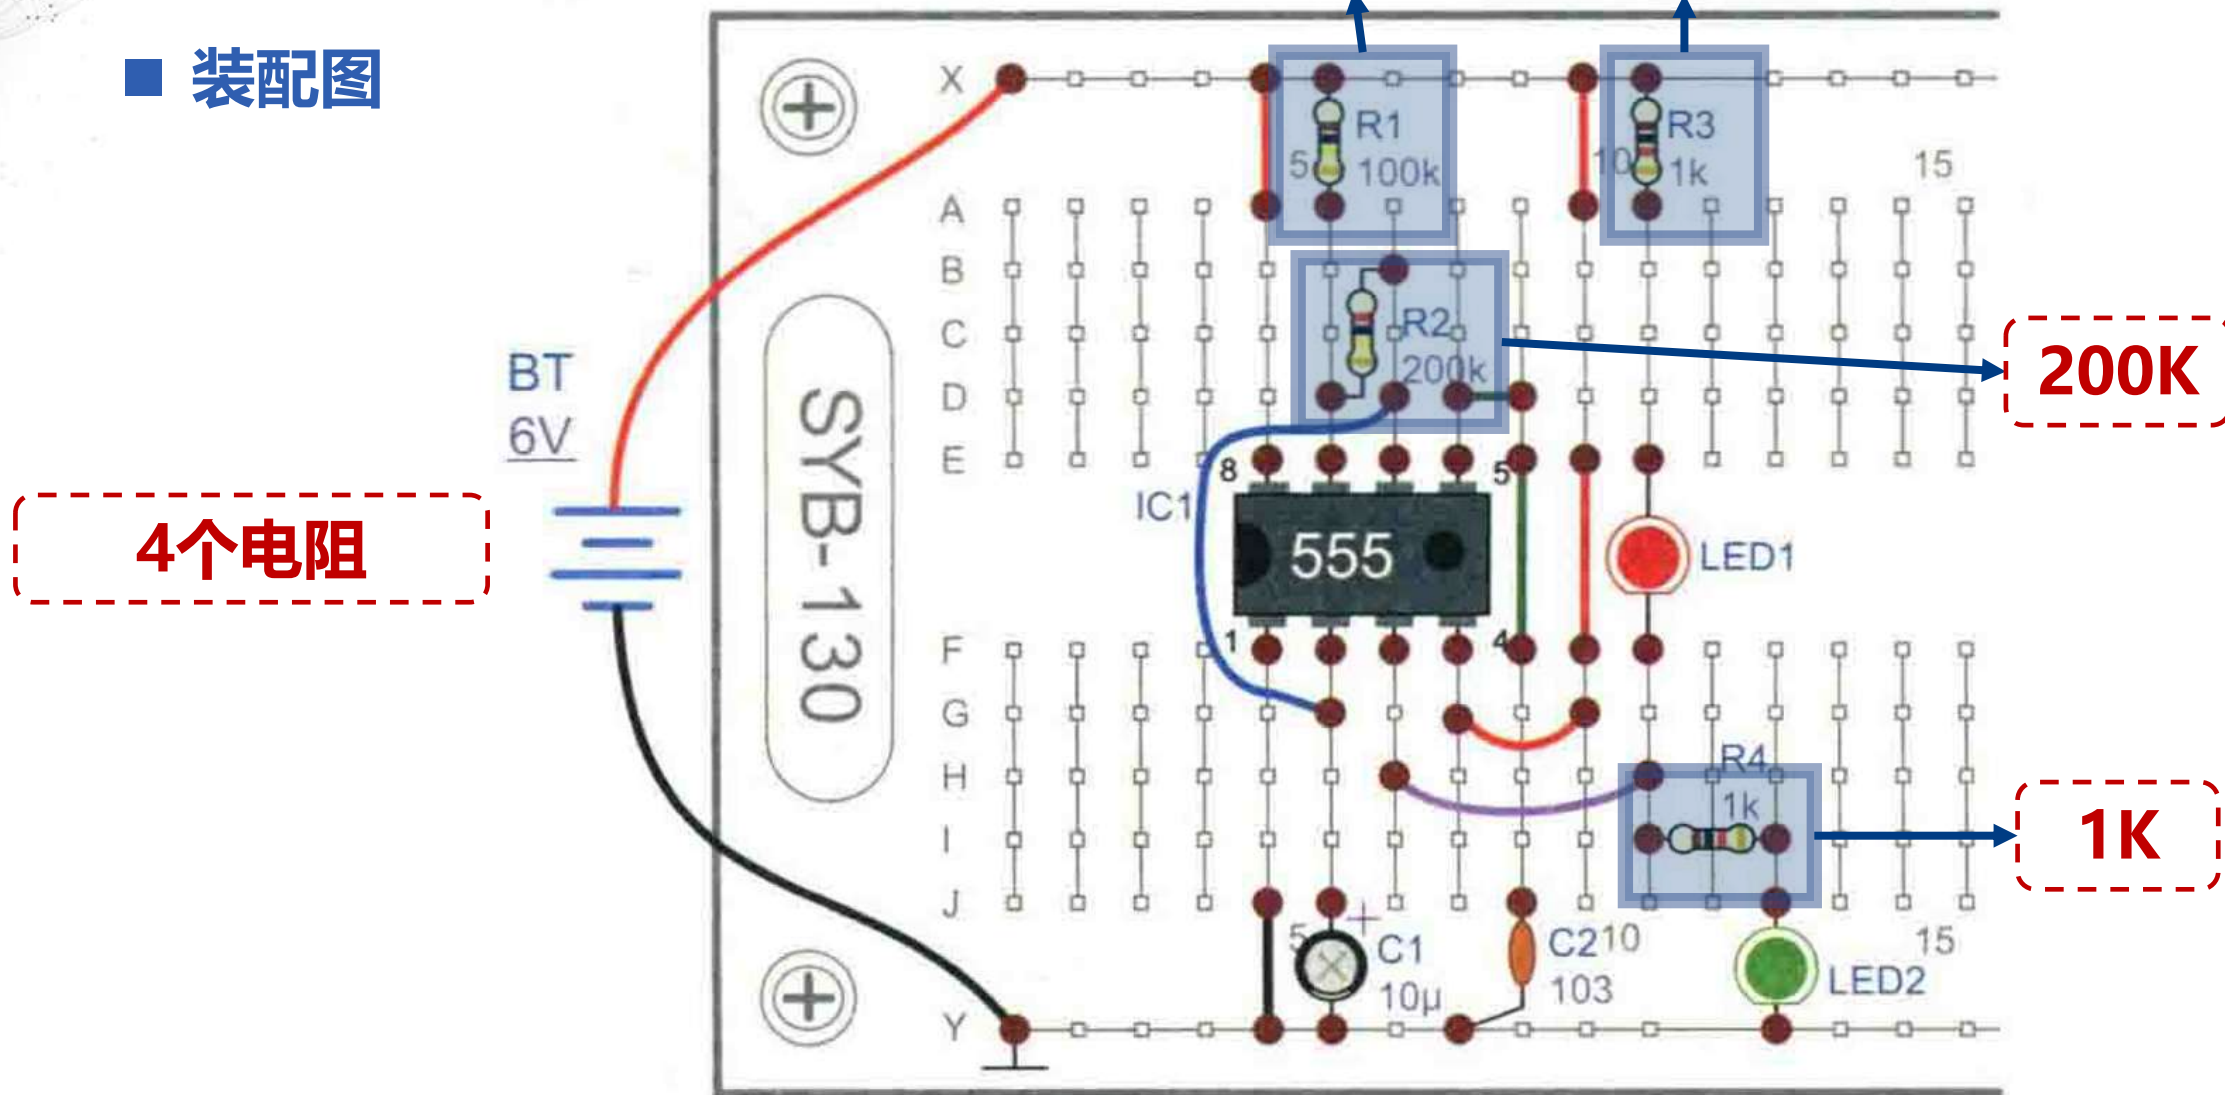 装配图
X
R1
R3
5
100k
10
1k
15
A
B
C
R2
200k
200K
D
E
BT
6V
8
5
IC1
555
LED1
4个电阻
SYB-130
1
4
F
G
H
R4
1k
I
1K
J
5
+
C1
10µ
C2
10
103
15
LED2
Y